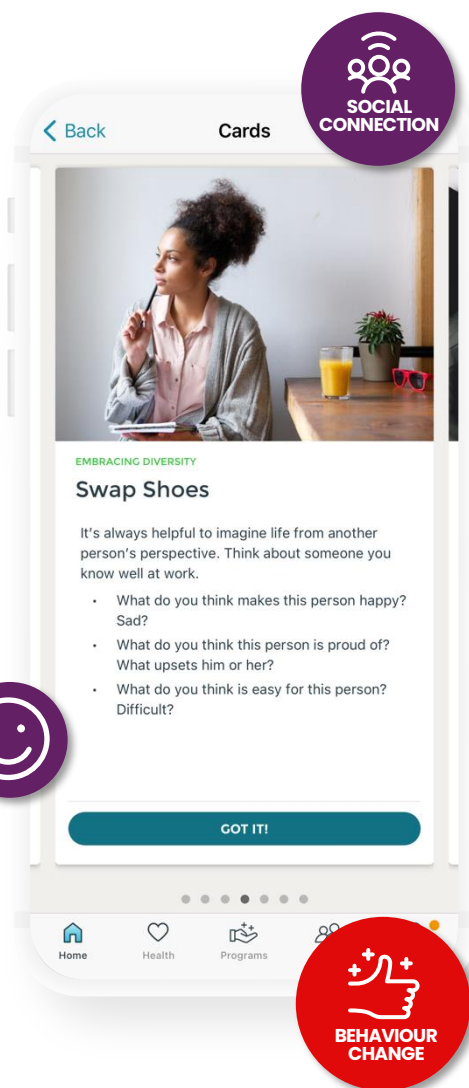 SOCIAL
CONNECTION
Back
Cards
EMBRACING DIVERSITY
Swap Shoes
It's always helpful to imagine life from another
person's perspective. Think about someone you
know well at work.
• What do you think makes this person happy?
Sad?
• What do you think this person is proud of?
What upsets him or her?
• What do you think is easy for this person?
Difficult?
GOT IT!
Home
Health
Programs
BEHAVIOUR
CHANGE